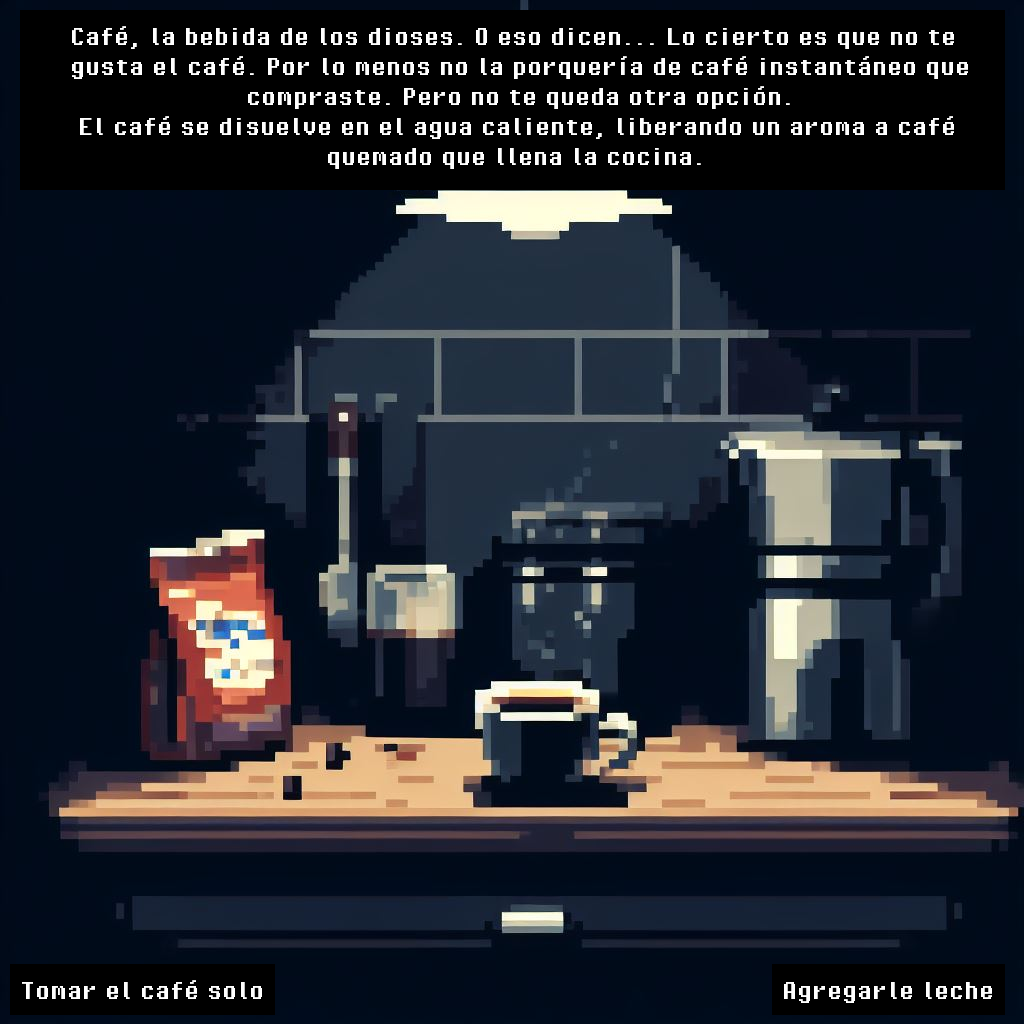 Café, la bebida de los dioses. O eso dicen... Lo cierto es que no te
gusta el café. Por lo menos no la porquería de café instantáneo que
compraste. Pero no te queda otra opción.
El café se disuelve en el agua caliente, liberando un aroma a café
quemado que llena la cocina.
Tomar el café solo
Agregarle leche